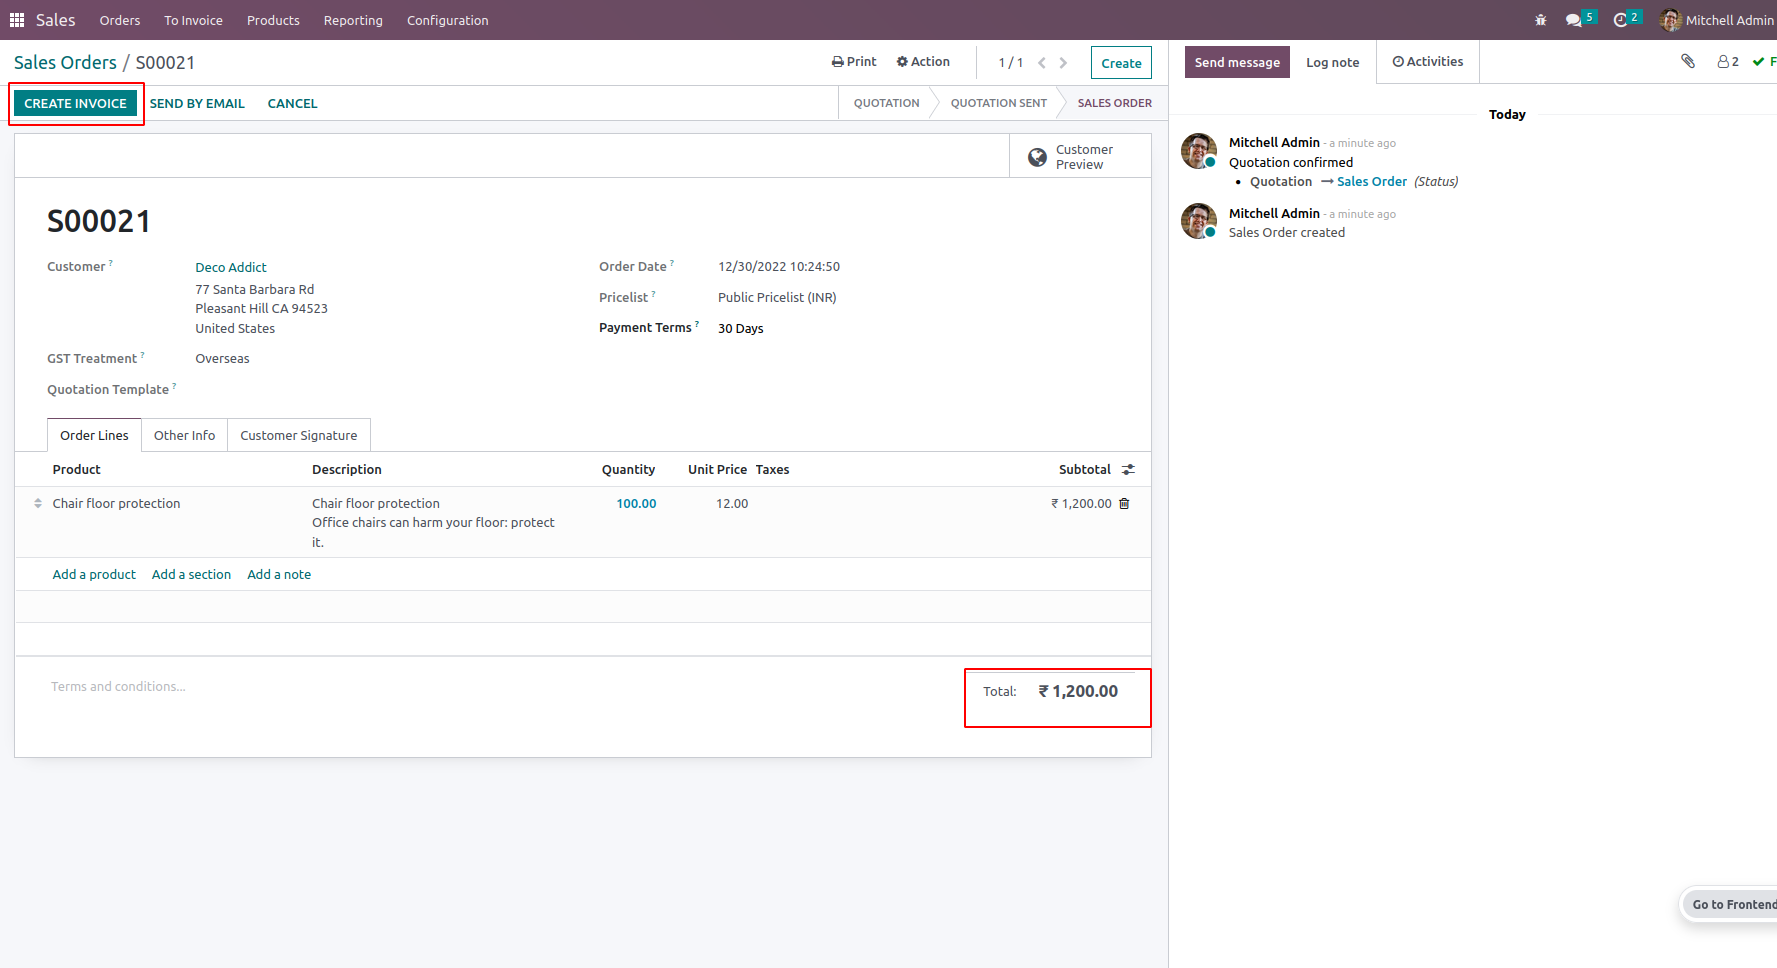 Sales Orders To Invoice Products Reporting Configuration 5 2 Mitchell Admin
Sales Orders / S00021
Print Action 1 / 1 Create
CREATE INVOICE SEND BY EMAIL CANCEL
QUOTATION QUOTATION SENT SALES ORDER
Customer
Preview
S00021
Customer ?
Deco Addict
77 Santa Barbara Rd
Pleasant Hill CA 94523
United States
GST Treatment ? Overseas
Quotation Template ?
Order Date ? 12/30/2022 10:24:50
Pricelist ? Public Pricelist (INR)
Payment Terms ? 30 Days
Order Lines Other Info Customer Signature
Product Description Quantity Unit Price Taxes Subtotal
Chair floor protection Chair floor protection 100.00 12.00 ₹ 1,200.00
Office chairs can harm your floor: protect
it.
Add a product Add a section Add a note
Terms and conditions...
Total: ₹ 1,200.00
Send message Log note Activities 2 F
Today
Mitchell Admin - a minute ago
Quotation confirmed
• Quotation → Sales Order (Status)
Mitchell Admin - a minute ago
Sales Order created
Go to Frontend